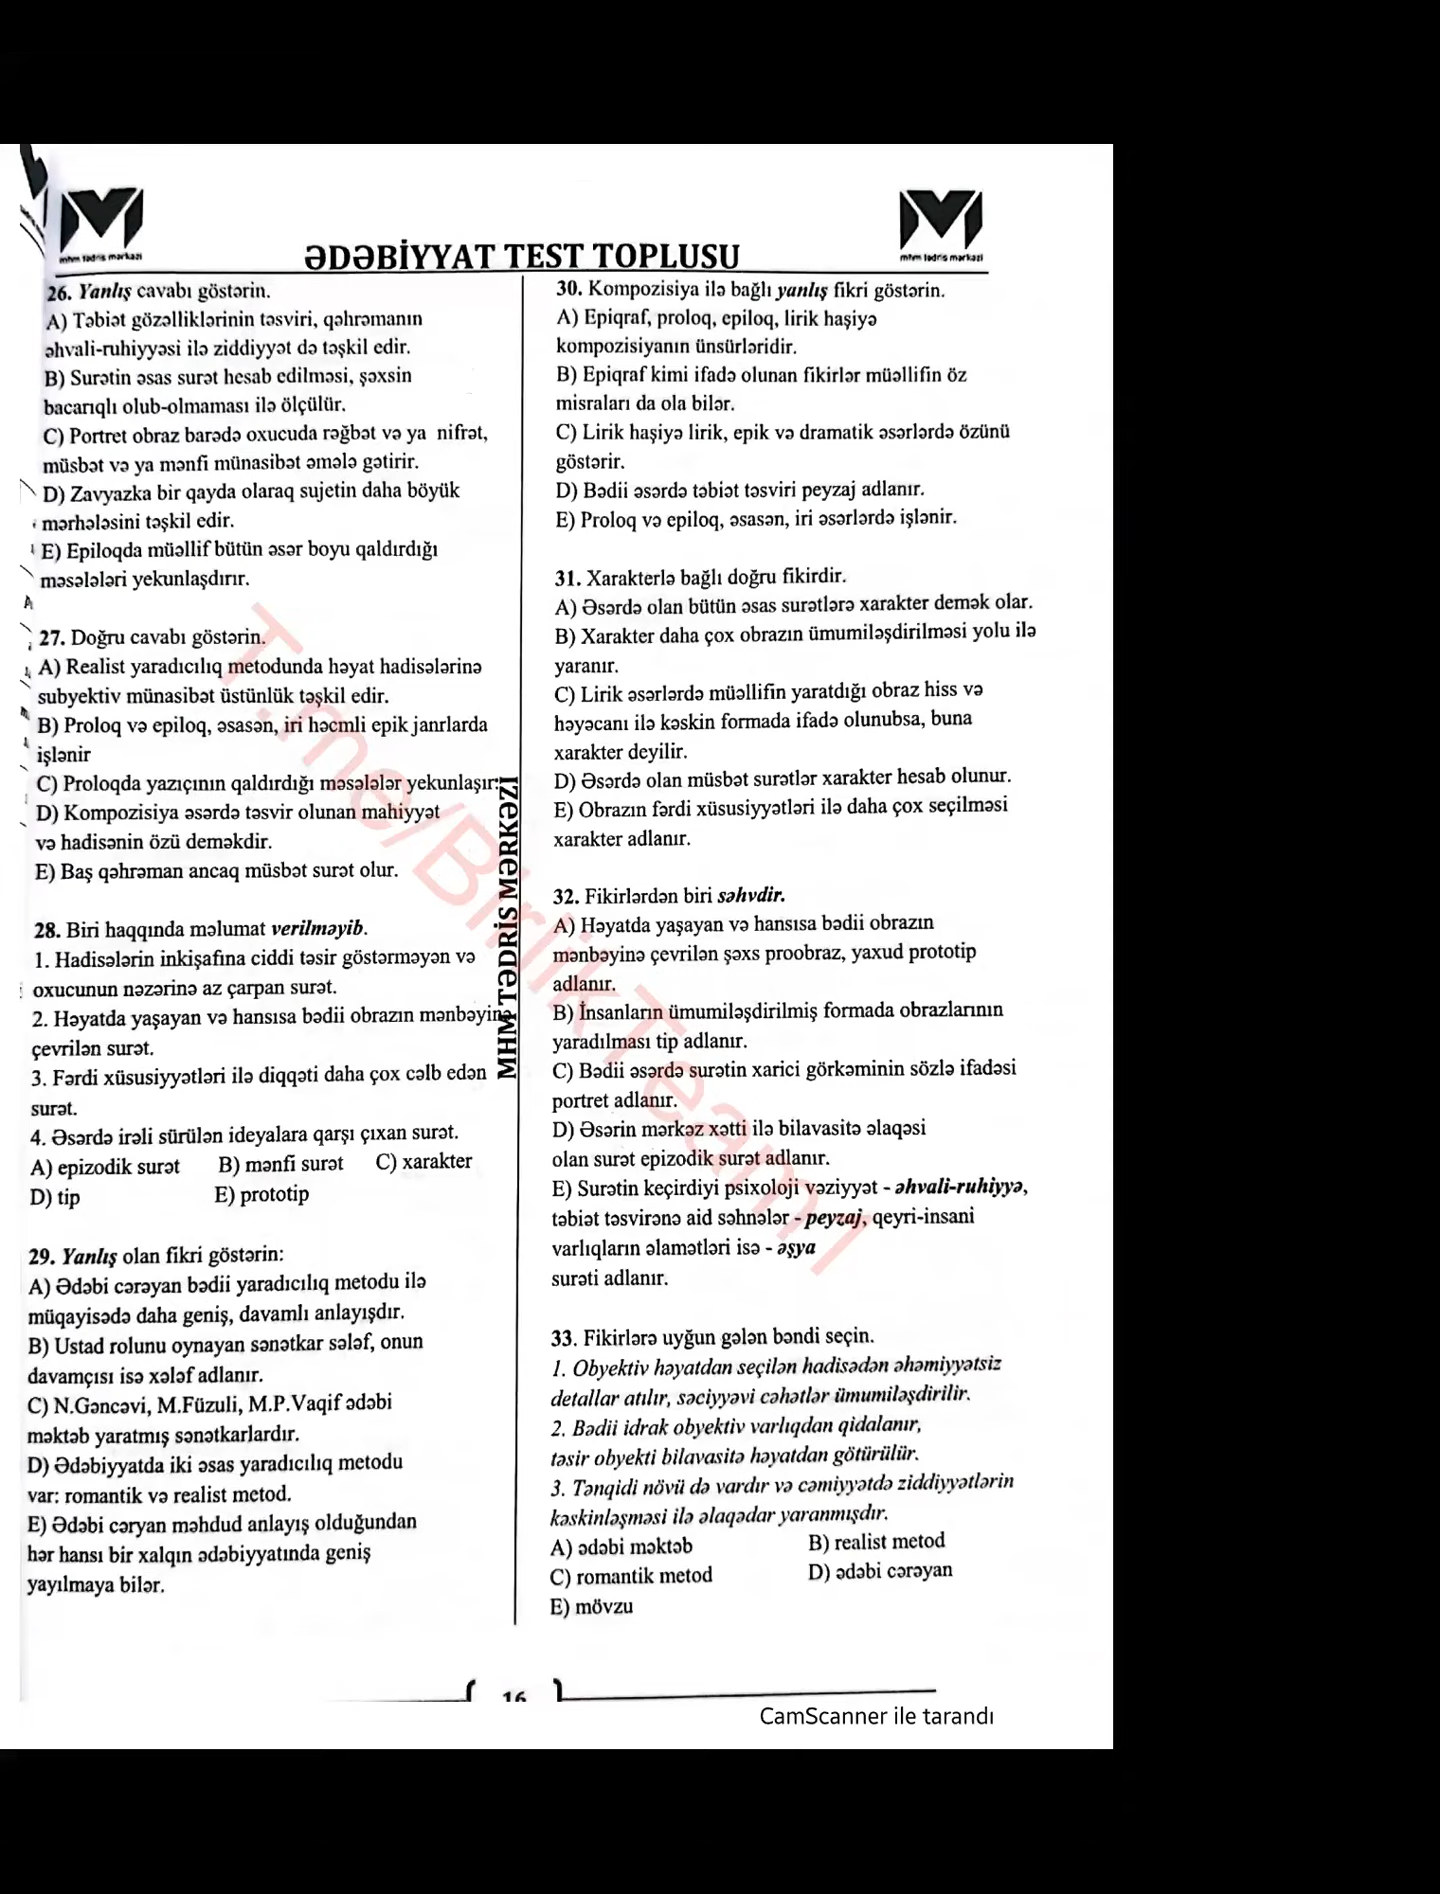 mhm tədris mərkəzi
ƏDƏBİYYAT TEST TOPLUSU
mhm tədris mərkəzi
26. Yanlış cavabı göstərin.
A) Təbiət gözəlliklərinin təsviri, qəhrəmanın
əhvali-ruhiyyəsi ilə ziddiyyət də təşkil edir.
B) Surətin əsas surət hesab edilməsi, şəxsin
bacarıqlı olub-olmaması ilə ölçülür.
C) Portret obraz barədə oxucuda rəğbət və ya nifrət,
müsbət və ya mənfi münasibət əmələ gətirir.
D) Zavyazka bir qayda olaraq sujetin daha böyük
mərhələsini təşkil edir.
E) Epiloqda müəllif bütün əsər boyu qaldırdığı
məsələləri yekunlaşdırır.
27. Doğru cavabı göstərin.
A) Realist yaradıcılıq metodunda həyat hadisələrinə
subyektiv münasibət üstünlük təşkil edir.
B) Proloq və epiloq, əsasən, iri həcmli epik janrlarda
işlənir
C) Proloqda yazıçının qaldırdığı məsələlər yekunlaşır.
D) Kompozisiya əsərdə təsvir olunan mahiyyət
və hadisənin özü deməkdir.
E) Baş qəhrəman ancaq müsbət surət olur.
28. Biri haqqında məlumat verilməyib.
1. Hadisələrin inkişafına ciddi təsir göstərməyən və
oxucunun nəzərinə az çarpan surət.
2. Həyatda yaşayan və hansısa bədii obrazın mənbəyinə
çevrilən surət.
3. Fərdi xüsusiyyətləri ilə diqqəti daha çox cəlb edən
surət.
4. Əsərdə irəli sürülən ideyalara qarşı çıxan surət.
A) epizodik surət B) mənfi surət C) xarakter
D) tip E) prototip
29. Yanlış olan fikri göstərin:
A) Ədəbi cərəyan bədii yaradıcılıq metodu ilə
müqayisədə daha geniş, davamlı anlayışdır.
B) Ustad rolunu oynayan sənətkar sələf, onun
davamçısı isə xələf adlanır.
C) N.Gəncəvi, M.Füzuli, M.P.Vaqif ədəbi
məktəb yaratmış sənətkarlardır.
D) Ədəbiyyatda iki əsas yaradıcılıq metodu
var: romantik və realist metod.
E) Ədəbi cəryan məhdud anlayış olduğundan
hər hansı bir xalqın ədəbiyyatında geniş
yayılmaya bilər.
MHM TƏDRİS MƏRKƏZİ
30. Kompozisiya ilə bağlı yanlış fikri göstərin.
A) Epiqraf, proloq, epiloq, lirik haşiyə
kompozisiyanın ünsürləridir.
B) Epiqraf kimi ifadə olunan fikirlər müəllifin öz
misraları da ola bilər.
C) Lirik haşiyə lirik, epik və dramatik əsərlərdə özünü
göstərir.
D) Bədii əsərdə təbiət təsviri peyzaj adlanır.
E) Proloq və epiloq, əsasən, iri əsərlərdə işlənir.
31. Xarakterlə bağlı doğru fikirdir.
A) Əsərdə olan bütün əsas surətlərə xarakter demək olar.
B) Xarakter daha çox obrazın ümumiləşdirilməsi yolu ilə
yaranır.
C) Lirik əsərlərdə müəllifin yaratdığı obraz hiss və
həyəcanı ilə kəskin formada ifadə olunubsa, buna
xarakter deyilir.
D) Əsərdə olan müsbət surətlər xarakter hesab olunur.
E) Obrazın fərdi xüsusiyyətləri ilə daha çox seçilməsi
xarakter adlanır.
32. Fikirlərdən biri səhvdir.
A) Həyatda yaşayan və hansısa bədii obrazın
mənbəyinə çevrilən şəxs proobraz, yaxud prototip
adlanır.
B) İnsanların ümumiləşdirilmiş formada obrazlarının
yaradılması tip adlanır.
C) Bədii əsərdə surətin xarici görkəminin sözlə ifadəsi
portret adlanır.
D) Əsərin mərkəz xətti ilə bilavasitə əlaqəsi
olan surət epizodik surət adlanır.
E) Surətin keçirdiyi psixoloji vəziyyət - əhvali-ruhiyyə,
təbiət təsvirənə aid səhnələr - peyzaj, qeyri-insani
varlıqların əlamətləri isə - əşya
surəti adlanır.
33. Fikirlərə uyğun gələn bəndi seçin.
1. Obyektiv həyatdan seçilən hadisədən əhəmiyyətsiz
detallar atılır, səciyyəvi cəhətlər ümumiləşdirilir.
2. Bədii idrak obyektiv varlıqdan qidalanır,
təsir obyekti bilavasitə həyatdan götürülür.
3. Tənqidi növü də vardır və cəmiyyətdə ziddiyyətlərin
kəskinləşməsi ilə əlaqədar yaranmışdır.
A) ədəbi məktəb B) realist metod
C) romantik metod D) ədəbi cərəyan
E) mövzu
T.me/BirlikTeam1
16
CamScanner ile tarandı